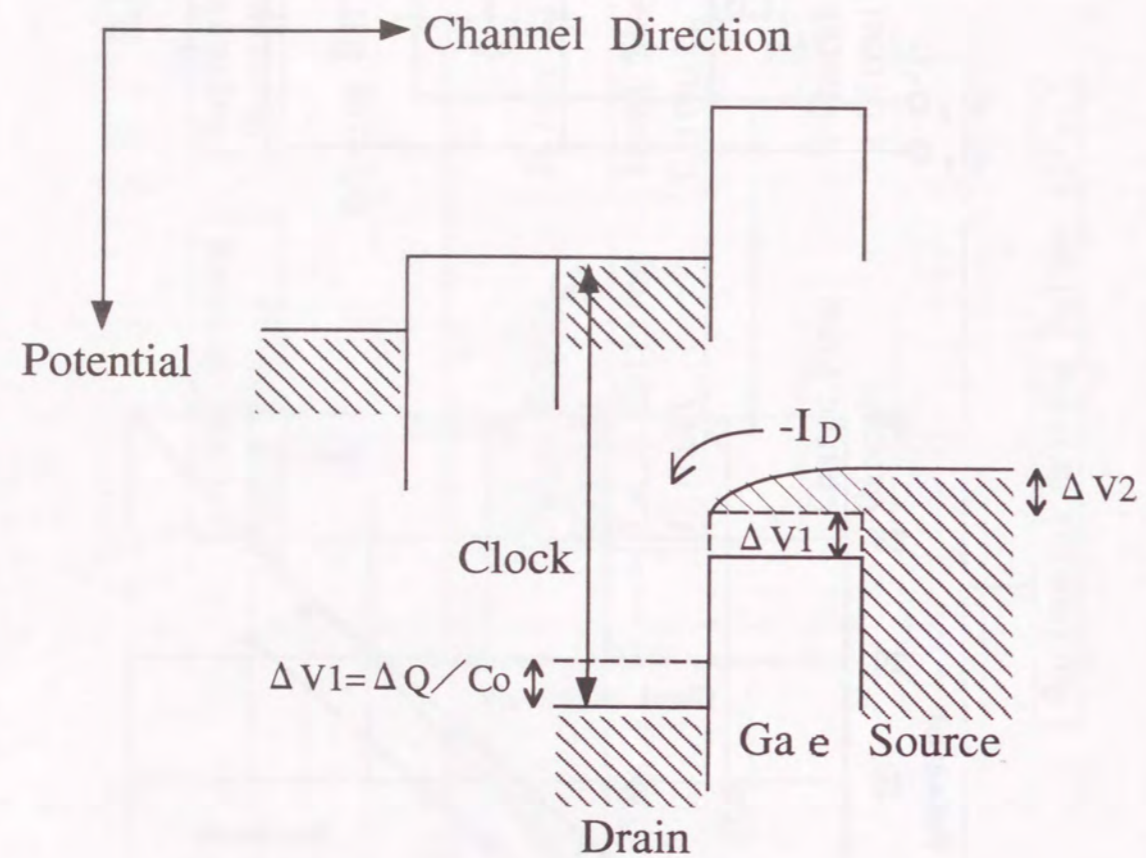 Channel Direction
Potential
-I D
Δ V2
Δ V1
Clock
Δ V1= Δ Q／Co
Ga e
Source
Drain